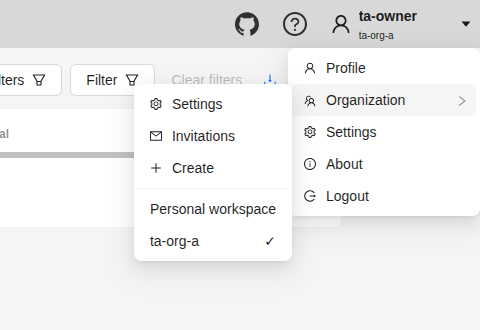 ta-owner
ta-org-a
lters
Filter
Clear filters
al
Profile
Organization
Settings
About
Logout
Settings
Invitations
Create
Personal workspace
ta-org-a ✓